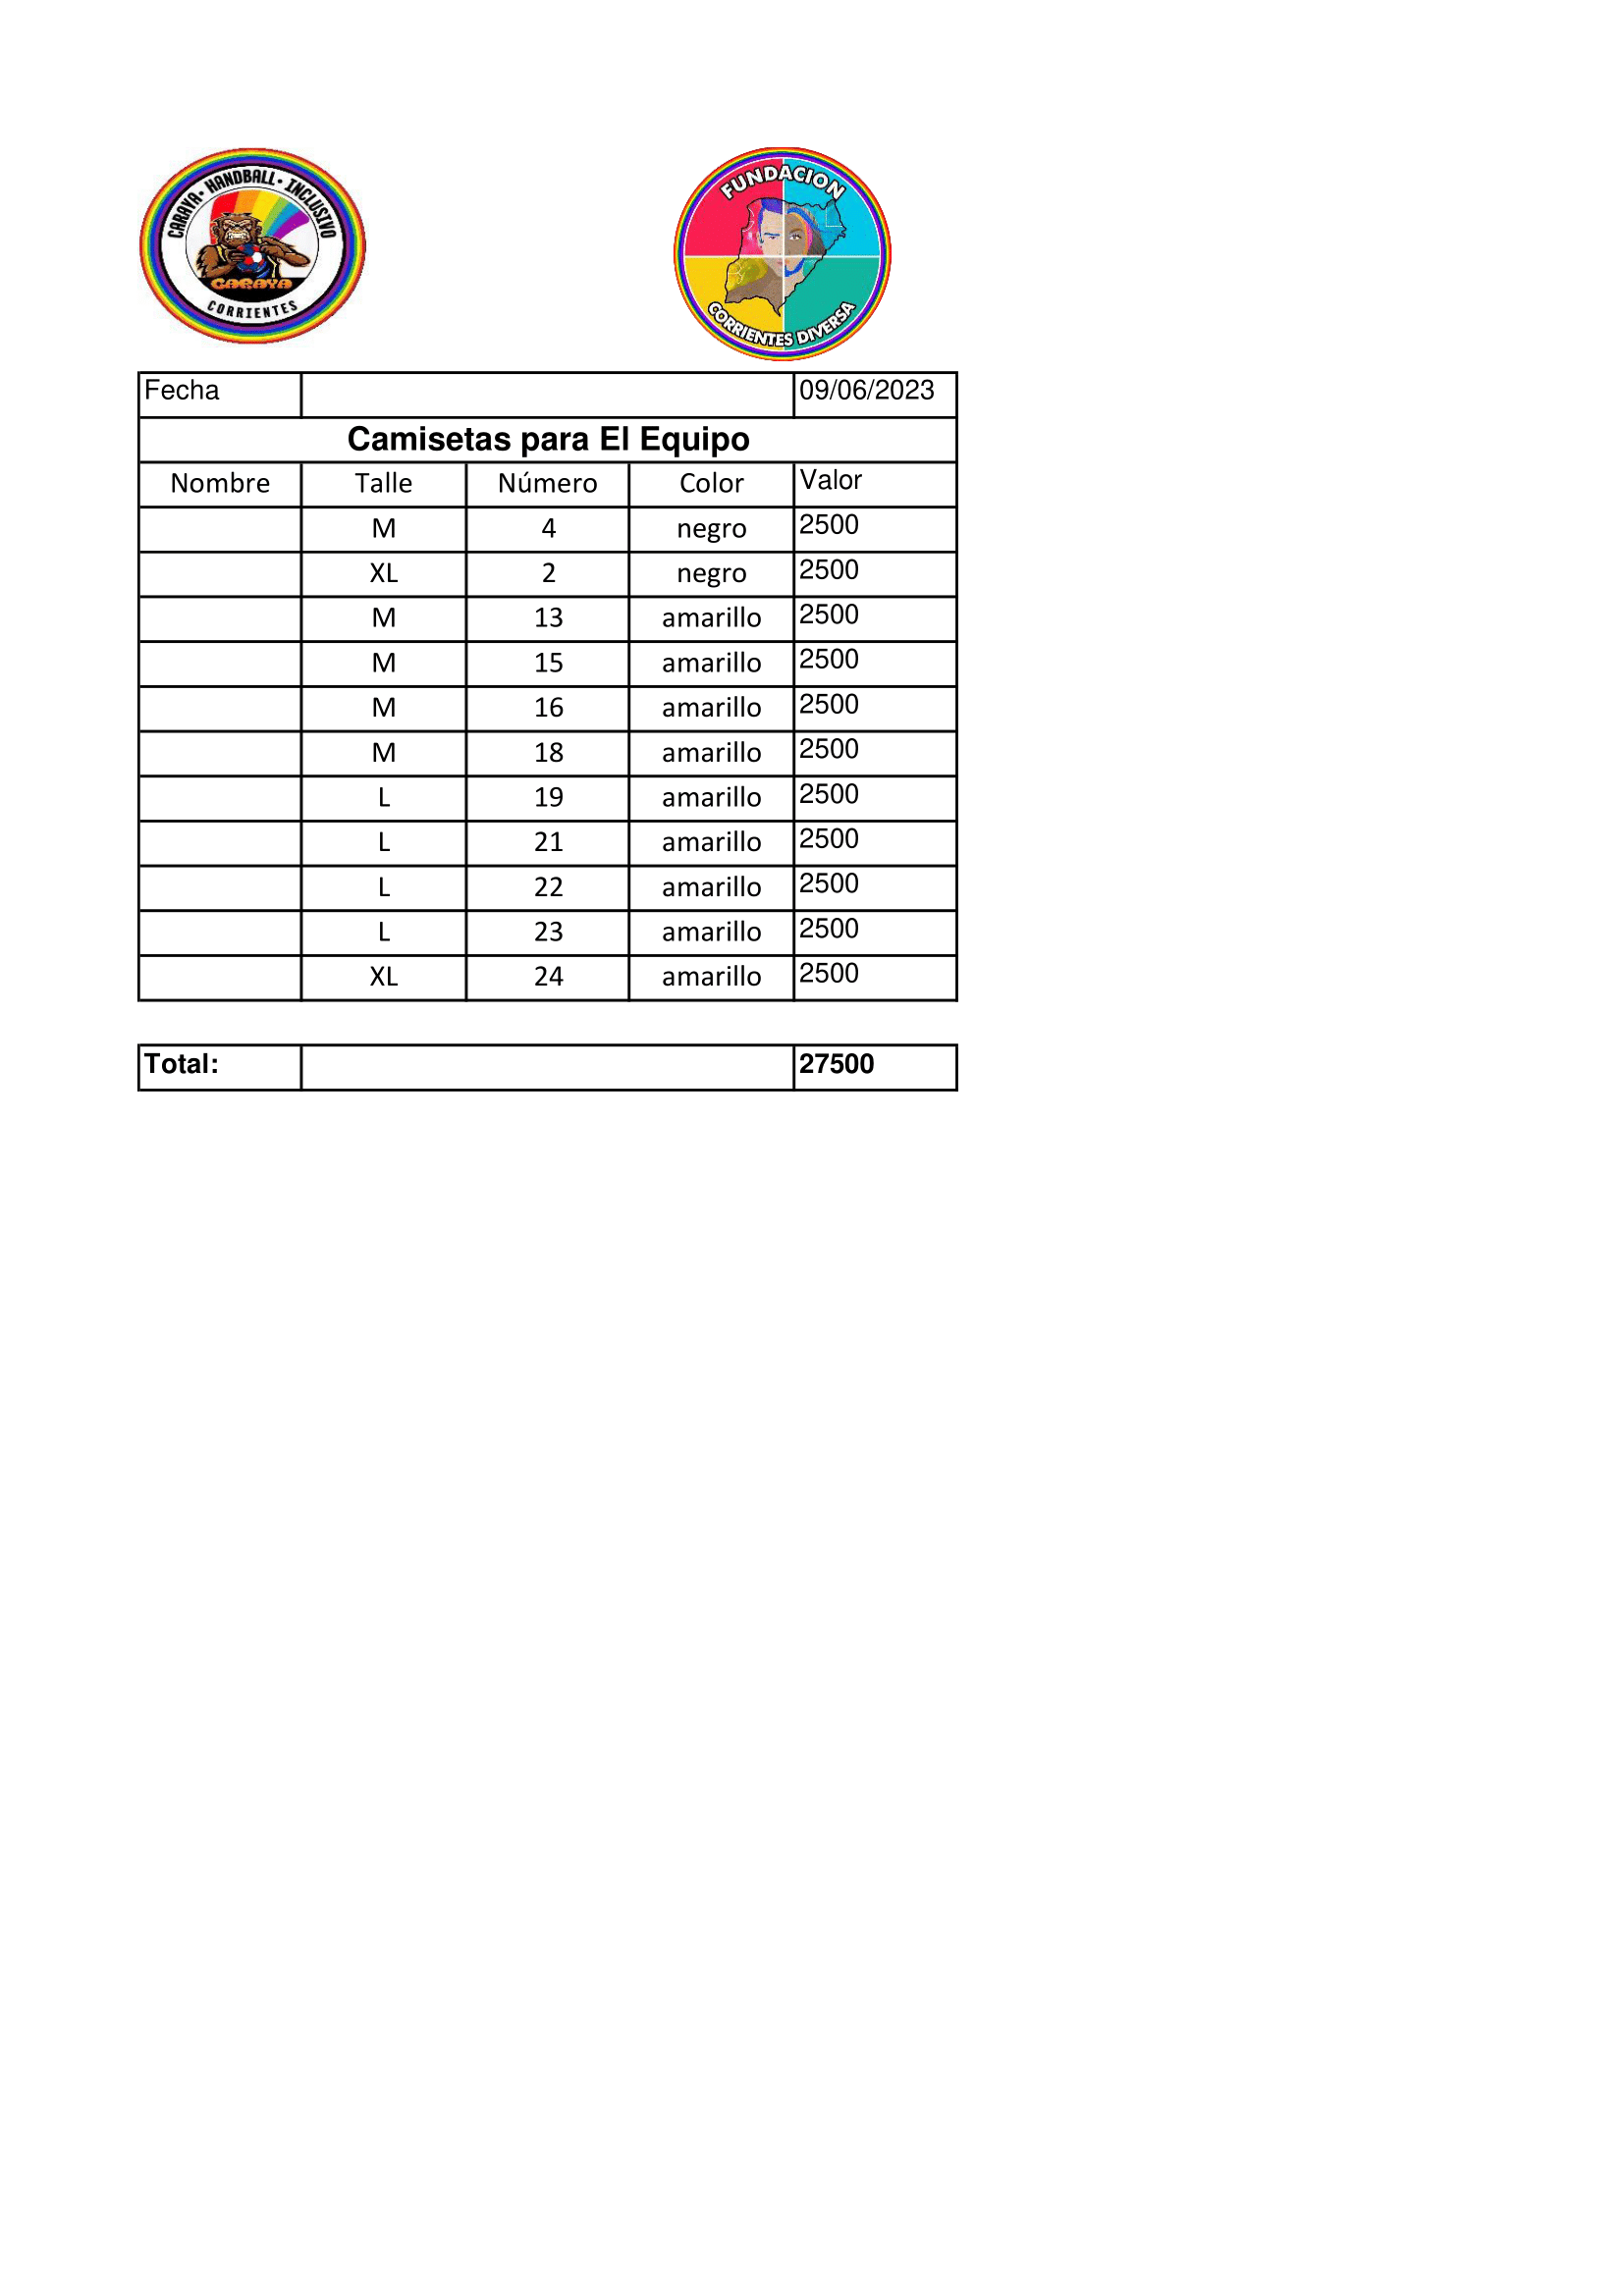 CARAYA · HANDBALL · INCLUSIVO
CARAYA
CORRIENTES
FUNDACION
CORRIENTES DIVERSA
Fecha 09/06/2023
Camisetas para El Equipo
Nombre Talle Número Color Valor
M 4 negro 2500
XL 2 negro 2500
M 13 amarillo 2500
M 15 amarillo 2500
M 16 amarillo 2500
M 18 amarillo 2500
L 19 amarillo 2500
L 21 amarillo 2500
L 22 amarillo 2500
L 23 amarillo 2500
XL 24 amarillo 2500
Total: 27500